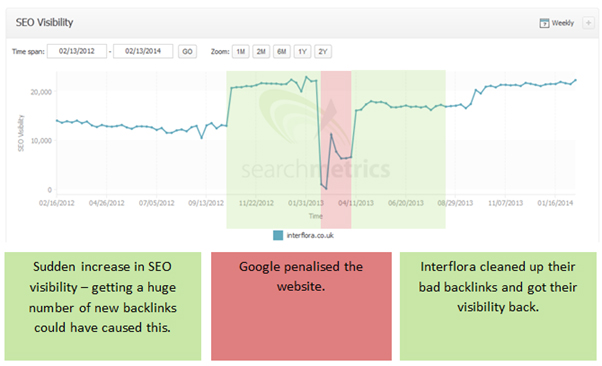 SEO Visibility
Weekly
Time span: 02/13/2012 - 02/13/2014 GO Zoom: 1M 2M 6M 1Y 2Y
20,000
10,000
0
SEO Visibility
searchmetrics
02/16/2012 04/26/2012 07/05/2012 09/13/2012 11/22/2012 01/31/2013 04/11/2013 06/20/2013 08/29/2013 11/07/2013 01/16/2014
Time
interflora.co.uk
Sudden increase in SEO
visibility – getting a huge
number of new backlinks
could have caused this.
Google penalised the
website.
Interflora cleaned up their
bad backlinks and got their
visibility back.